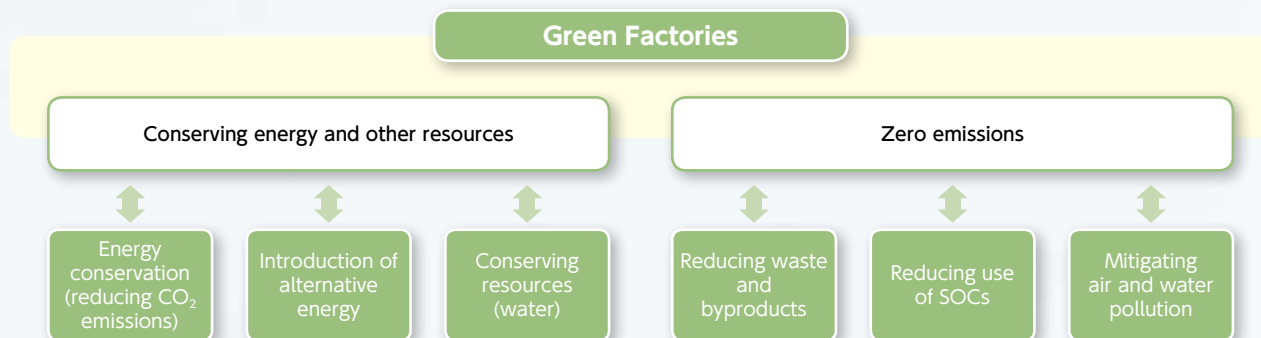 Green Factories
Conserving energy and other resources
Zero emissions
Energy
conservation
(reducing CO₂
emissions)
Introduction of
alternative
energy
Conserving
resources
(water)
Reducing waste
and
byproducts
Reducing use
of SOCs
Mitigating
air and water
pollution